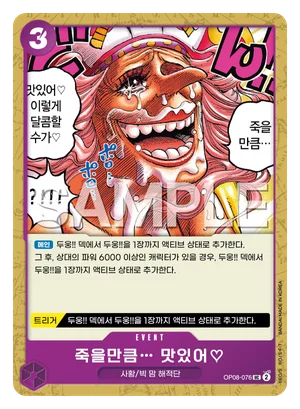 3
맛있어♡
이렇게
달콤할
수가♡
죽을
만큼…
?!?!
SAMPLE
메인 두웅!! 덱에서 두웅!!을 1장까지 액티브 상태로 추가한다.
그 후, 상대의 파워 6000 이상인 캐릭터가 있을 경우, 두웅!! 덱에서
두웅!!을 1장까지 액티브 상태로 추가한다.
트리거 두웅!! 덱에서 두웅!!을 1장까지 액티브 상태로 추가한다.
EVENT
죽을만큼… 맛있어♡
사황/빅 맘 해적단
OP08-076 UC 2